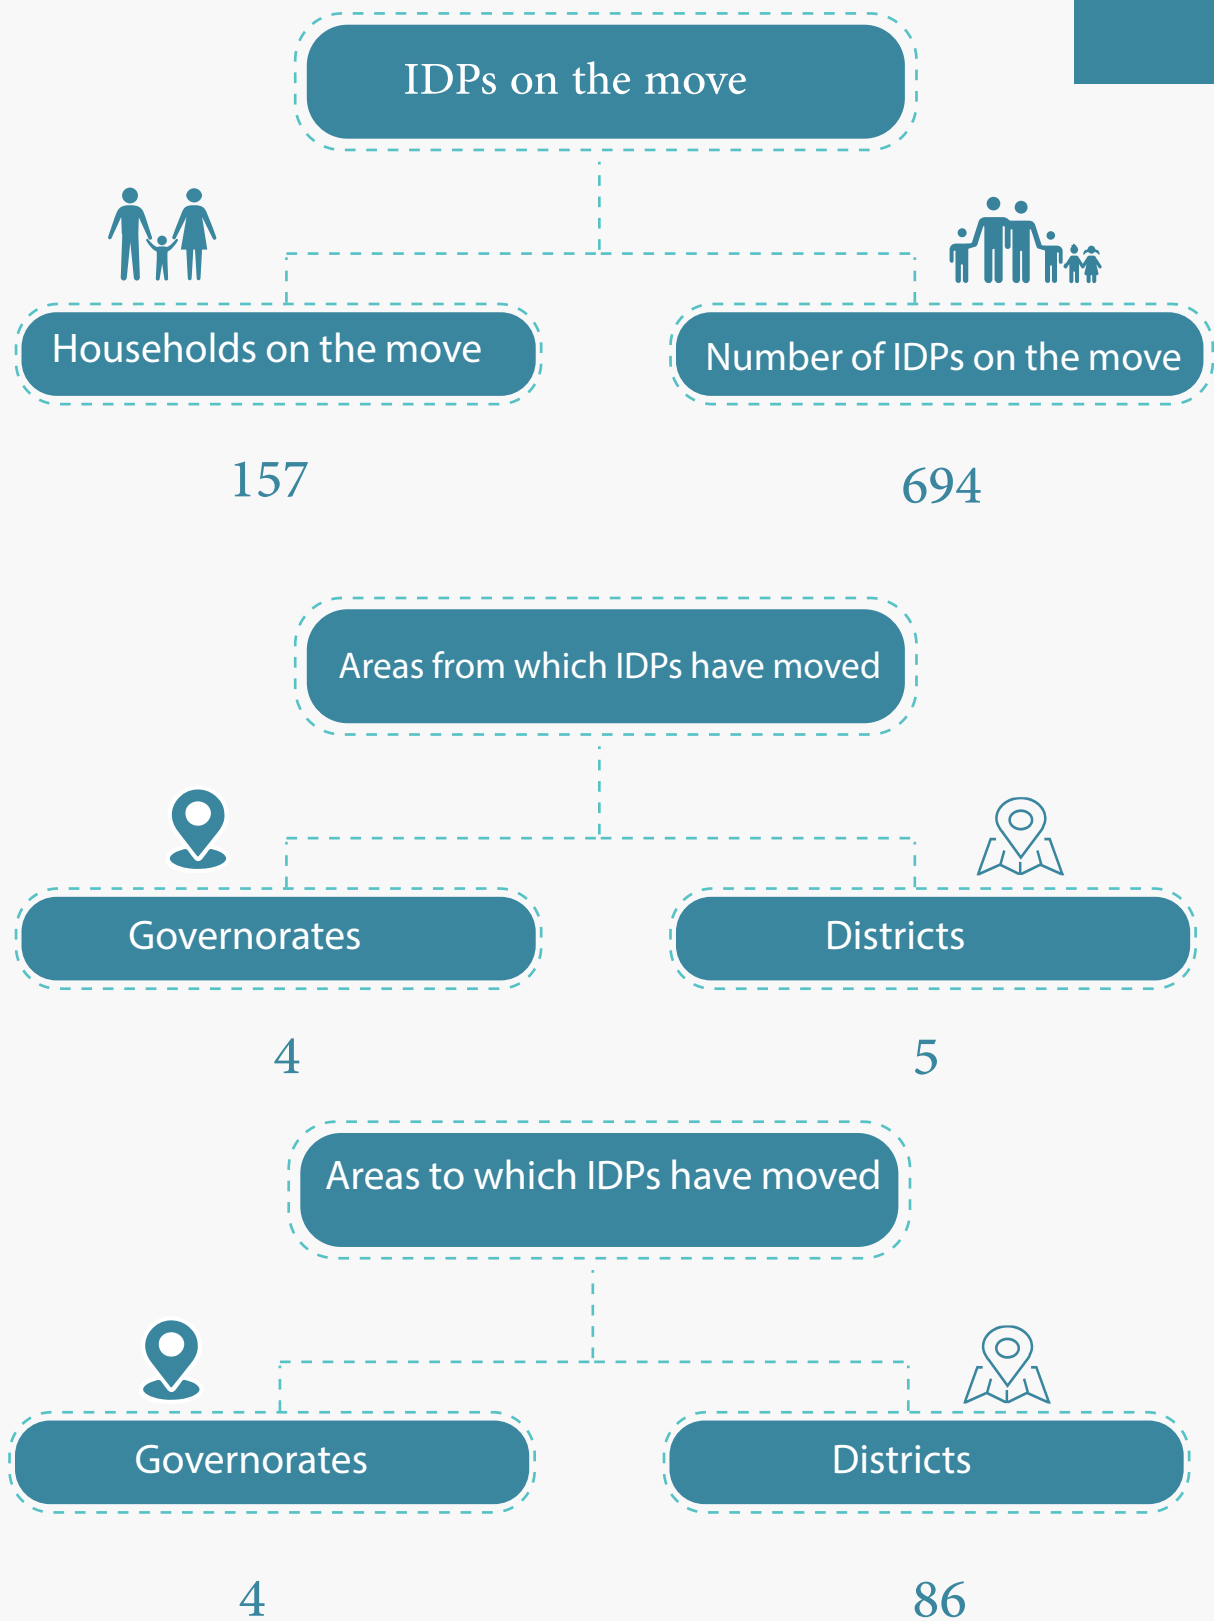 IDPs on the move
Households on the move
Number of IDPs on the move
157
694
Areas from which IDPs have moved
Governorates
Districts
4
5
Areas to which IDPs have moved
Governorates
Districts
4
86